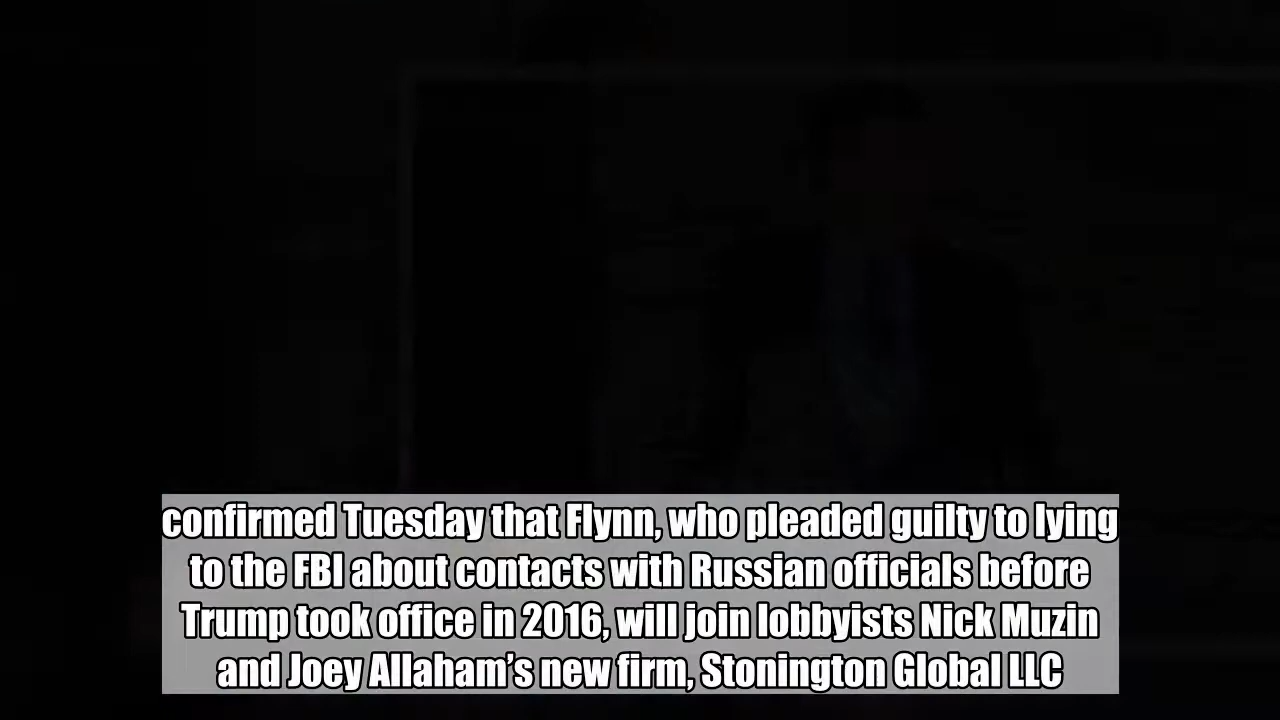 confirmed Tuesday that Flynn, who pleaded guilty to lying
to the FBI about contacts with Russian officials before
Trump took office in 2016, will join lobbyists Nick Muzin
and Joey Allaham’s new firm, Stonington Global LLC